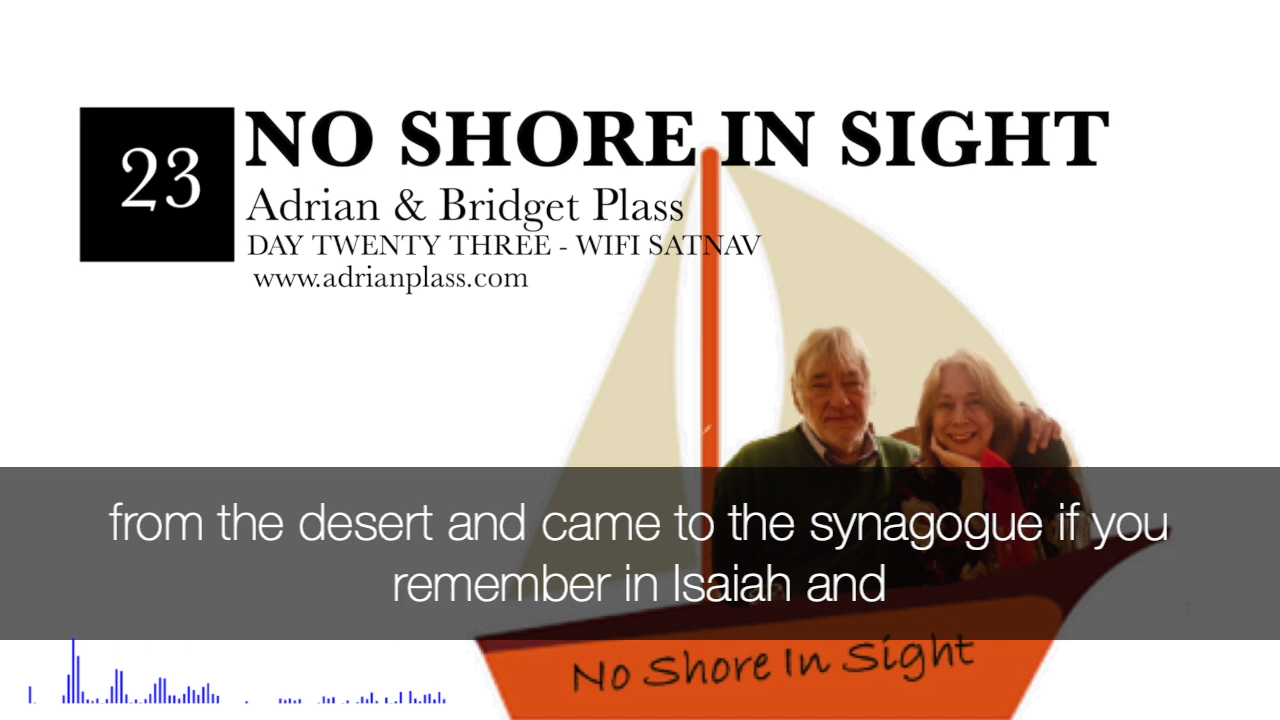 23
NO SHORE IN SIGHT
Adrian & Bridget Plass
DAY TWENTY THREE - WIFI SATNAV
www.adrianplass.com
from the desert and came to the synagogue if you
remember in Isaiah and
No Shore In Sight